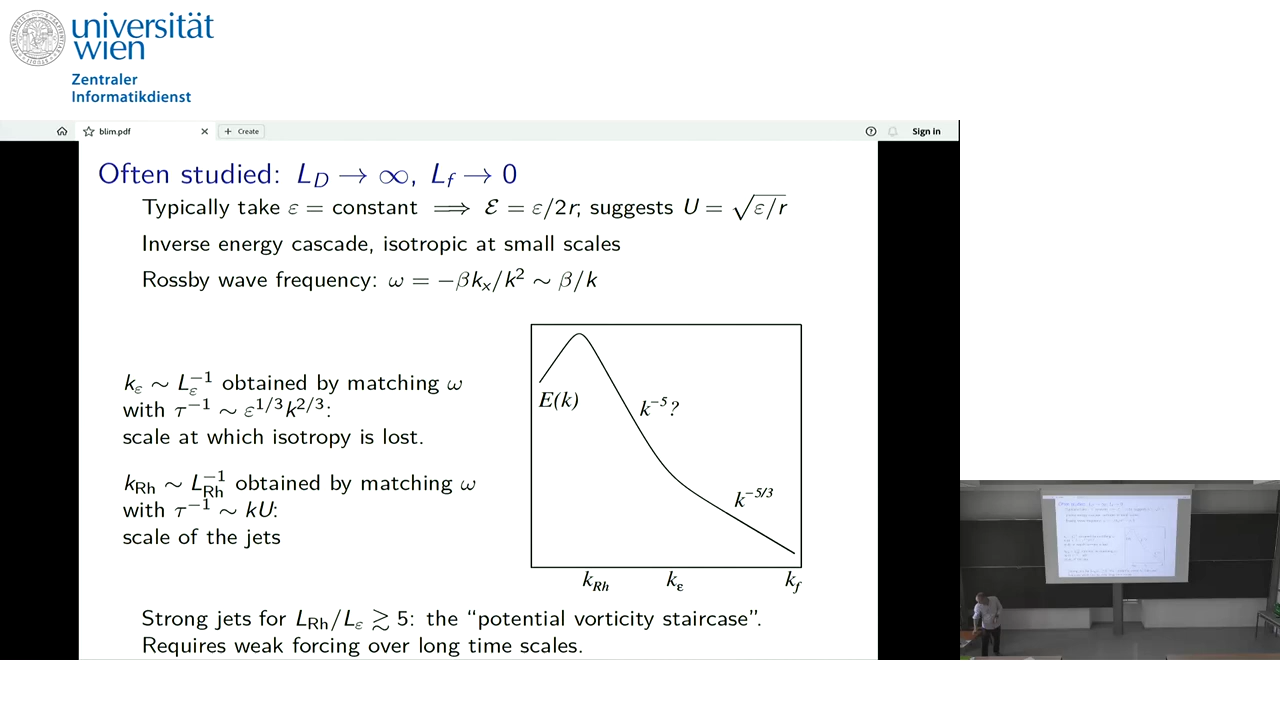 universität
wien
Zentraler
Informatikdienst
blim.pdf
+ Create
Sign in
Often studied: L_D → ∞, L_f → 0
Typically take ε = constant ⟹ 𝓔 = ε/2r, suggests U = √(ε/r)
Inverse energy cascade, isotropic at small scales
Rossby wave frequency: ω = −βk_x/k² ∼ β/k
k_ε ∼ L_ε⁻¹ obtained by matching ω
with τ⁻¹ ∼ ε^{1/3}k^{2/3}:
scale at which isotropy is lost.
k_Rh ∼ L_Rh⁻¹ obtained by matching ω
with τ⁻¹ ∼ kU:
scale of the jets
E(k)
k⁻⁵?
k^{−5/3}
k_Rh
k_ε
k_f
Strong jets for L_Rh/L_ε ≳ 5: the “potential vorticity staircase”.
Requires weak forcing over long time scales.